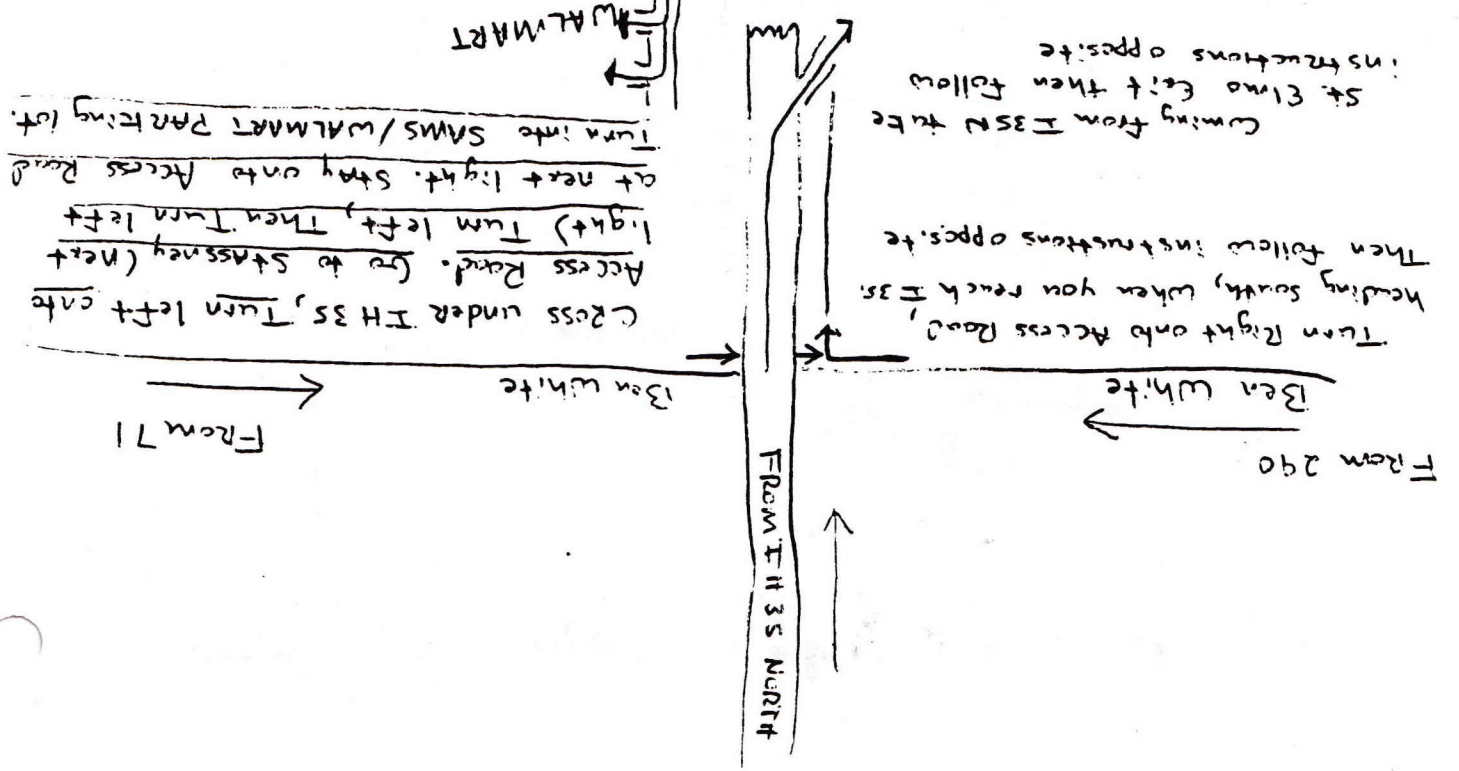 From 290
Ben White
Turn Right onto Access Road,
heading south, when you reach I35.
Then follow instructions opposite.
Coming from I35N take
St. Elmo Exit then follow
instructions opposite
FROM IH 35 NORTH
FROM 71
Ben White
CROSS under IH 35, Turn left onto
ACCESS Road. Go to STASSNEY (next
light) Turn left, Then Turn left
at next light. Stay onto Access Road
Turn into SAMS/WALMART PARKING lot.
WALMART